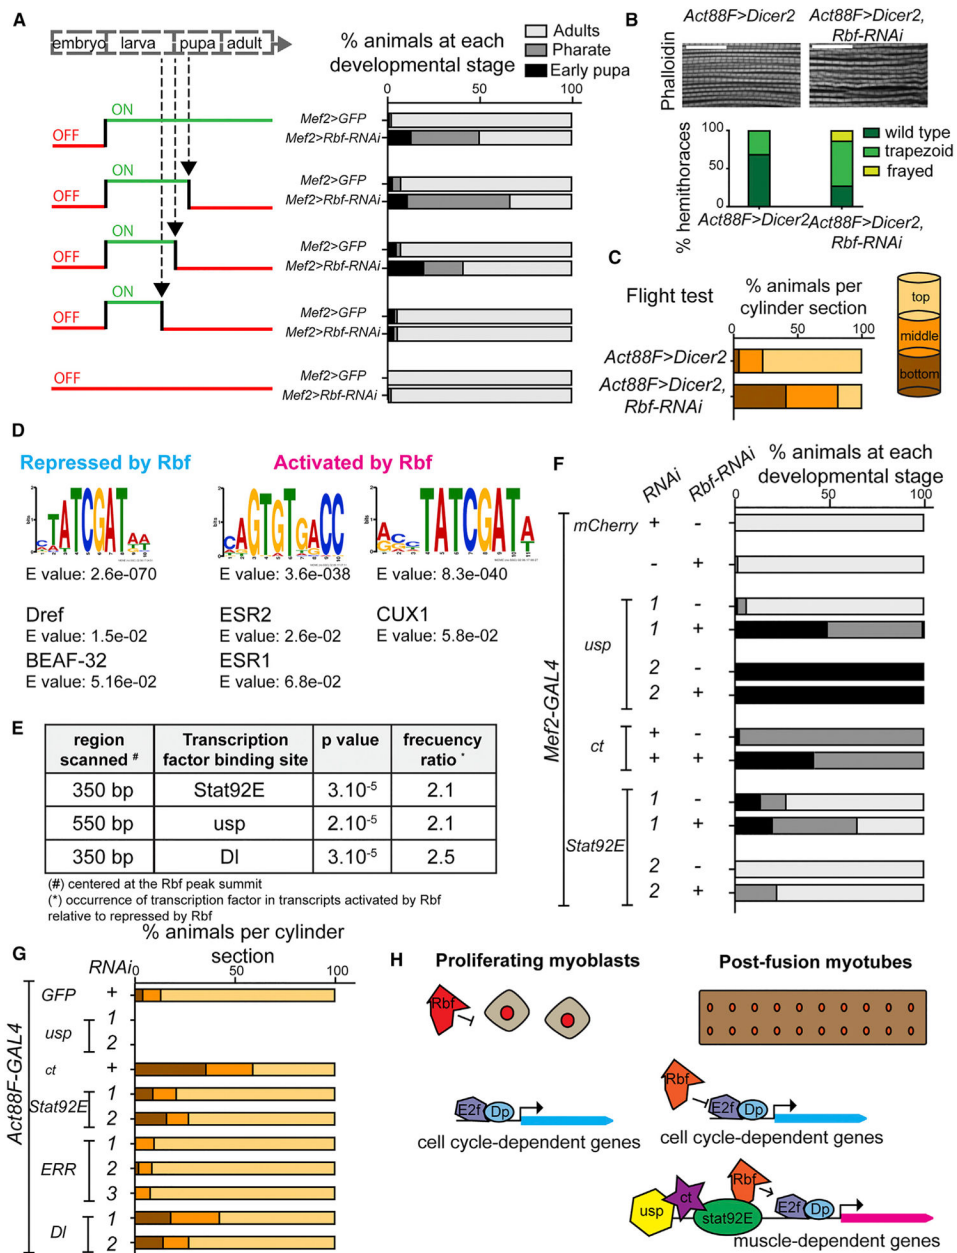 A
embryo larva pupa adult
% animals at each
developmental stage
Adults
Pharate
Early pupa
0 50 100
OFF ON
Mef2>GFP
Mef2>Rbf-RNAi
OFF ON
Mef2>GFP
Mef2>Rbf-RNAi
OFF ON
Mef2>GFP
Mef2>Rbf-RNAi
OFF ON
Mef2>GFP
Mef2>Rbf-RNAi
OFF
Mef2>GFP
Mef2>Rbf-RNAi
B
Act88F>Dicer2
Act88F>Dicer2,
Rbf-RNAi
Phalloidin
% hemithoraces
100
50
0
wild type
trapezoid
frayed
Act88F>Dicer2
Act88F>Dicer2,
Rbf-RNAi
C
Flight test
% animals per
cylinder section
0 50 100
Act88F>Dicer2
Act88F>Dicer2,
Rbf-RNAi
top
middle
bottom
D
Repressed by Rbf
Activated by Rbf
E value: 2.6e-070
E value: 3.6e-038
E value: 8.3e-040
Dref
E value: 1.5e-02
BEAF-32
E value: 5.16e-02
ESR2
E value: 2.6e-02
ESR1
E value: 6.8e-02
CUX1
E value: 5.8e-02
E
region scanned #
Transcription factor binding site
p value
frecuency ratio *
350 bp Stat92E 3.10-5 2.1
550 bp usp 2.10-5 2.1
350 bp Dl 3.10-5 2.5
(#) centered at the Rbf peak summit
(*) occurrence of transcription factor in transcripts activated by Rbf
relative to repressed by Rbf
F
% animals at each
developmental stage
RNAi Rbf-RNAi
0 50 100
Mef2-GAL4
mCherry + -
- +
usp
1 -
1 +
2 -
2 +
ct
+ -
+ +
Stat92E
1 -
1 +
2 -
2 +
G
% animals per cylinder
section
RNAi
0 50 100
Act88F-GAL4
GFP +
usp
1
2
ct +
Stat92E
1
2
ERR
1
2
3
Dl
1
2
H
Proliferating myoblasts
Rbf
E2f Dp
cell cycle-dependent genes
Post-fusion myotubes
Rbf
E2f Dp
cell cycle-dependent genes
usp ct stat92E Rbf E2f Dp
muscle-dependent genes